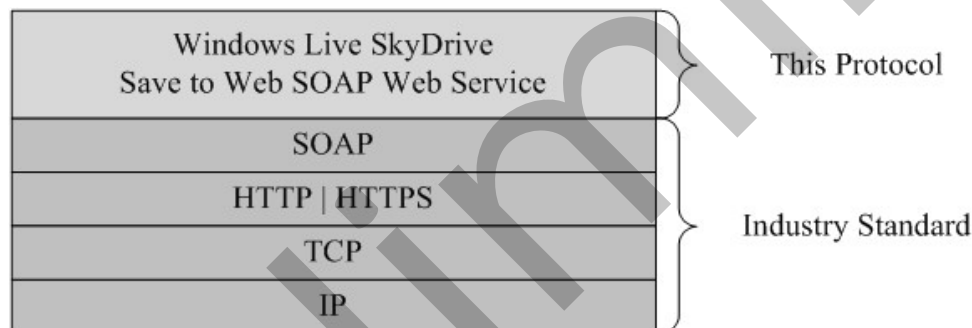 Windows Live SkyDrive
Save to Web SOAP Web Service
This Protocol
SOAP
HTTP | HTTPS
Industry Standard
TCP
IP